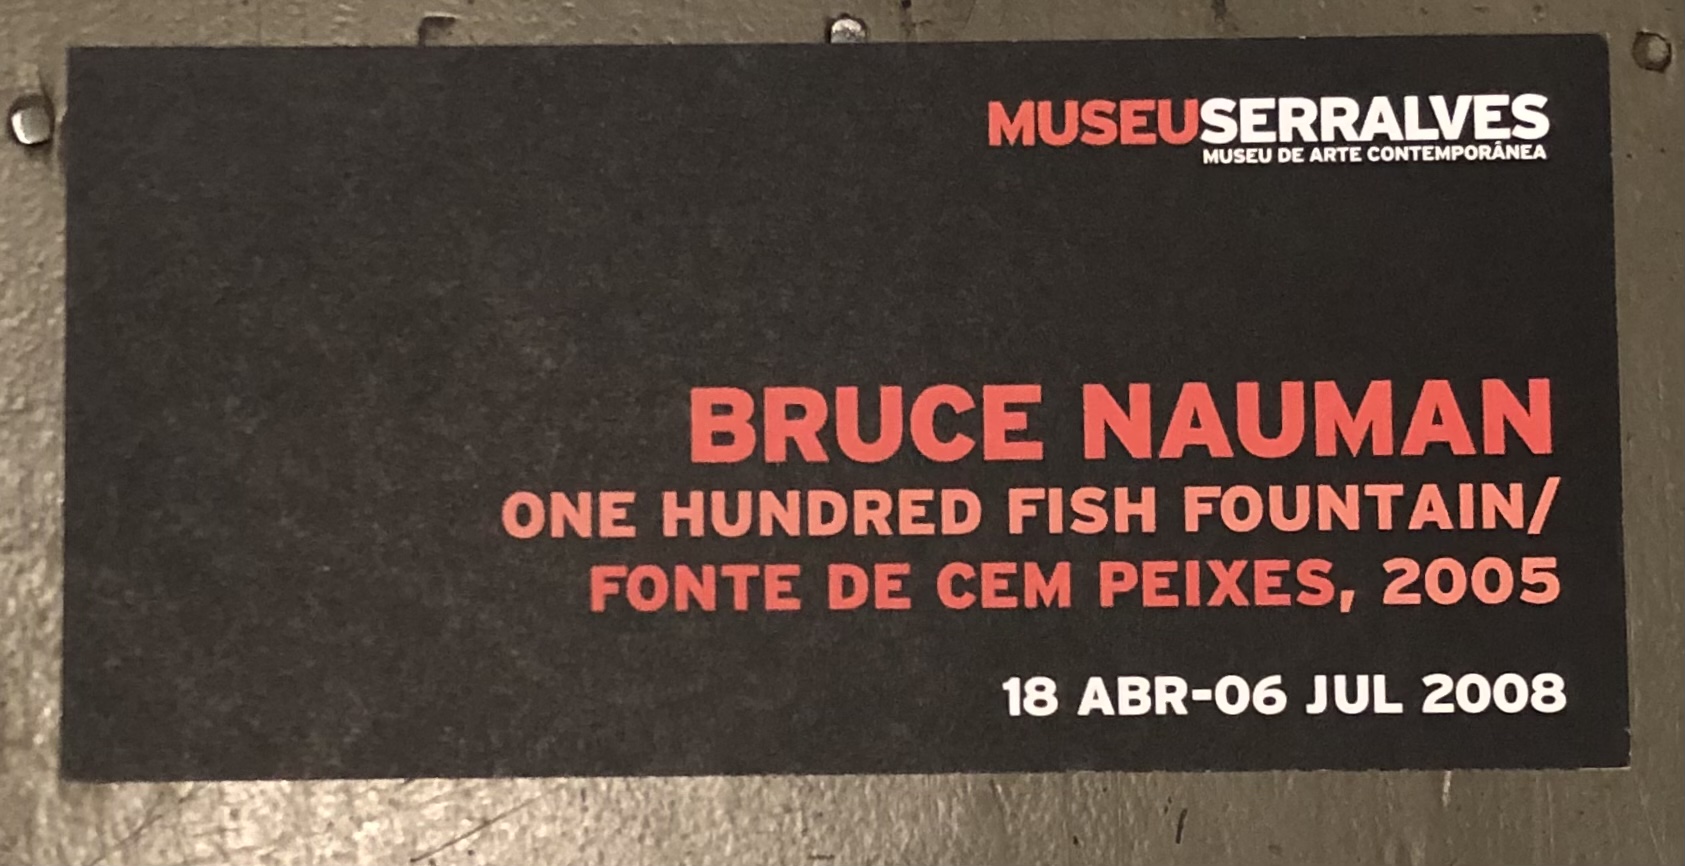 MUSEUSERRALVES
MUSEU DE ARTE CONTEMPORÂNEA
BRUCE NAUMAN
ONE HUNDRED FISH FOUNTAIN/
FONTE DE CEM PEIXES, 2005
18 ABR-06 JUL 2008